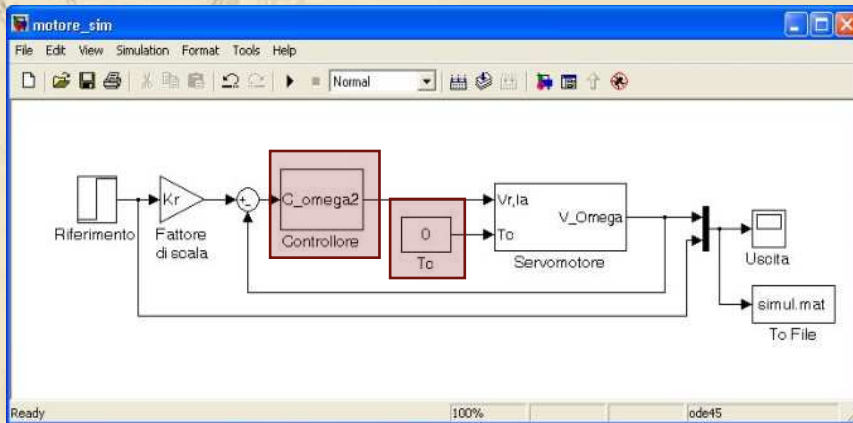 motore_sim
File Edit View Simulation Format Tools Help
Normal
Riferimento
Kr
Fattore
di scala
+
-
C_omega2
Controllore
0
Tc
Vr,Ia
Tc
V_Omega
Servomotore
Uscita
simul.mat
To File
Ready
100%
ode45